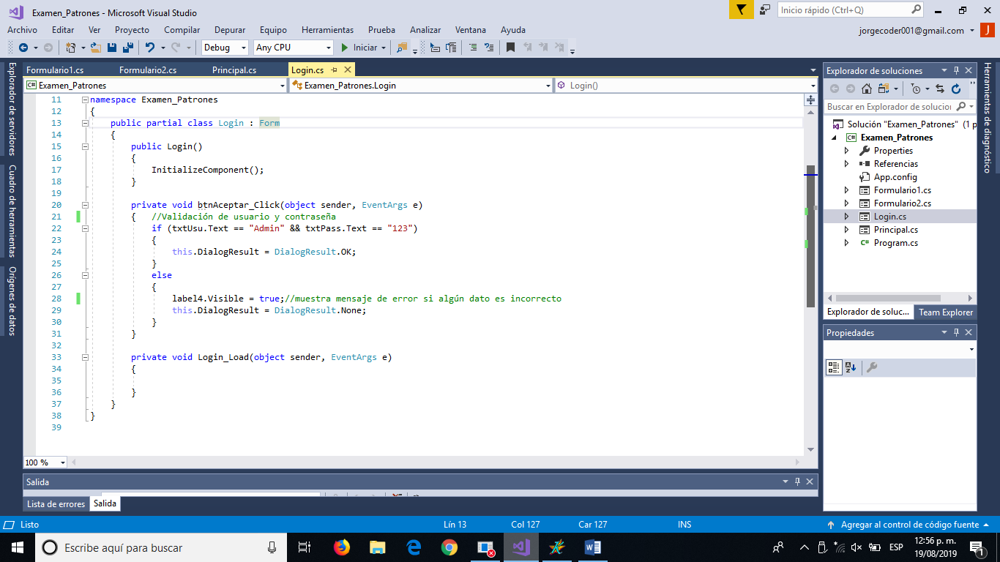 Examen_Patrones - Microsoft Visual Studio
Inicio rápido (Ctrl+Q)
Archivo Editar Ver Proyecto Compilar Depurar Equipo Herramientas Prueba Analizar Ventana Ayuda
jorgecoder001@gmail.com J
Debug Any CPU Iniciar
Formulario1.cs Formulario2.cs Principal.cs Login.cs
Examen_Patrones Examen_Patrones.Login Login()
Explorador de servidores
Cuadro de herramientas
Orígenes de datos
11 namespace Examen_Patrones
12 {
13 public partial class Login : Form
14 {
15 public Login()
16 {
17 InitializeComponent();
18 }
19
20 private void btnAceptar_Click(object sender, EventArgs e)
21 { //Validación de usuario y contraseña
22 if (txtUsu.Text == "Admin" && txtPass.Text == "123")
23 {
24 this.DialogResult = DialogResult.OK;
25 }
26 else
27 {
28 label4.Visible = true;//muestra mensaje de error si algún dato es incorrecto
29 this.DialogResult = DialogResult.None;
30 }
31 }
32
33 private void Login_Load(object sender, EventArgs e)
34 {
35
36 }
37 }
38 }
39
100 %
Explorador de soluciones
Buscar en Explorador de solucion
Solución "Examen_Patrones" (1 p
Examen_Patrones
Properties
Referencias
App.config
Formulario1.cs
Formulario2.cs
Login.cs
Principal.cs
Program.cs
Explorador de soluc... Team Explorer
Propiedades
Herramientas de diagnóstico
Salida
Lista de errores Salida
Listo Lín 13 Col 127 Car 127 INS Agregar al control de código fuente
Escribe aquí para buscar
ESP
12:56 p. m.
19/08/2019
1